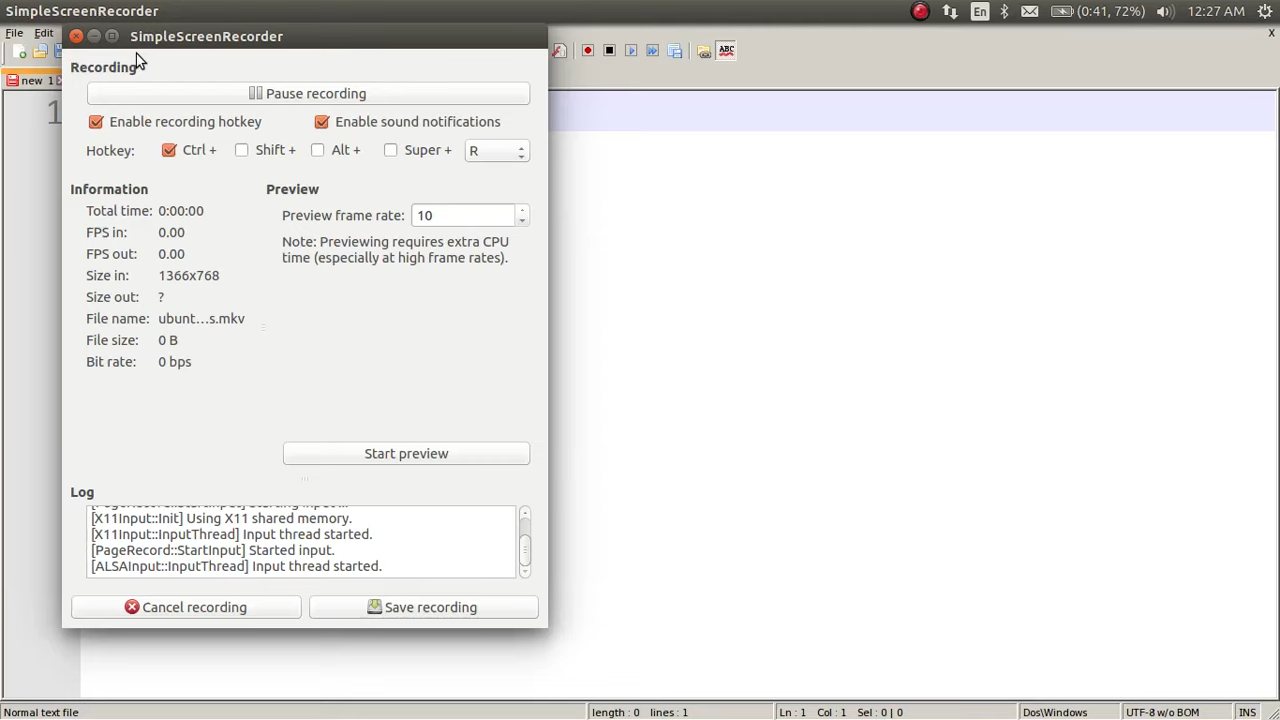 SimpleScreenRecorder
En
(0:41, 72%)
12:27 AM
SimpleScreenRecorder
File
Edit
X
ABC
new 1
1
Recording
Pause recording
Enable recording hotkey
Enable sound notifications
Hotkey:
Ctrl +
Shift +
Alt +
Super +
R
Information
Total time: 0:00:00
FPS in: 0.00
FPS out: 0.00
Size in: 1366x768
Size out: ?
File name: ubunt...s.mkv
File size: 0 B
Bit rate: 0 bps
Preview
Preview frame rate: 10
Note: Previewing requires extra CPU
time (especially at high frame rates).
Start preview
Log
[X11Input::Init] Using X11 shared memory.
[X11Input::InputThread] Input thread started.
[PageRecord::StartInput] Started input.
[ALSAInput::InputThread] Input thread started.
Cancel recording
Save recording
Normal text file
length : 0 lines : 1
Ln : 1 Col : 1 Sel : 0 | 0
Dos\Windows
UTF-8 w/o BOM
INS